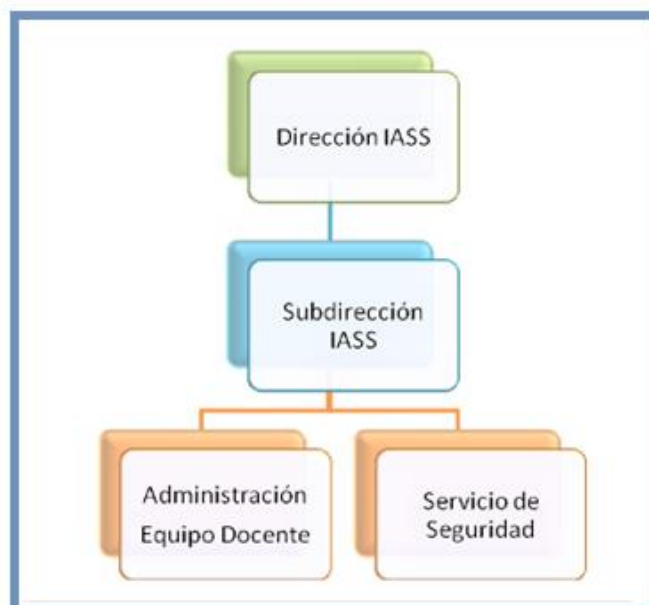 Dirección IASS
Subdirección
IASS
Administración
Equipo Docente
Servicio de
Seguridad